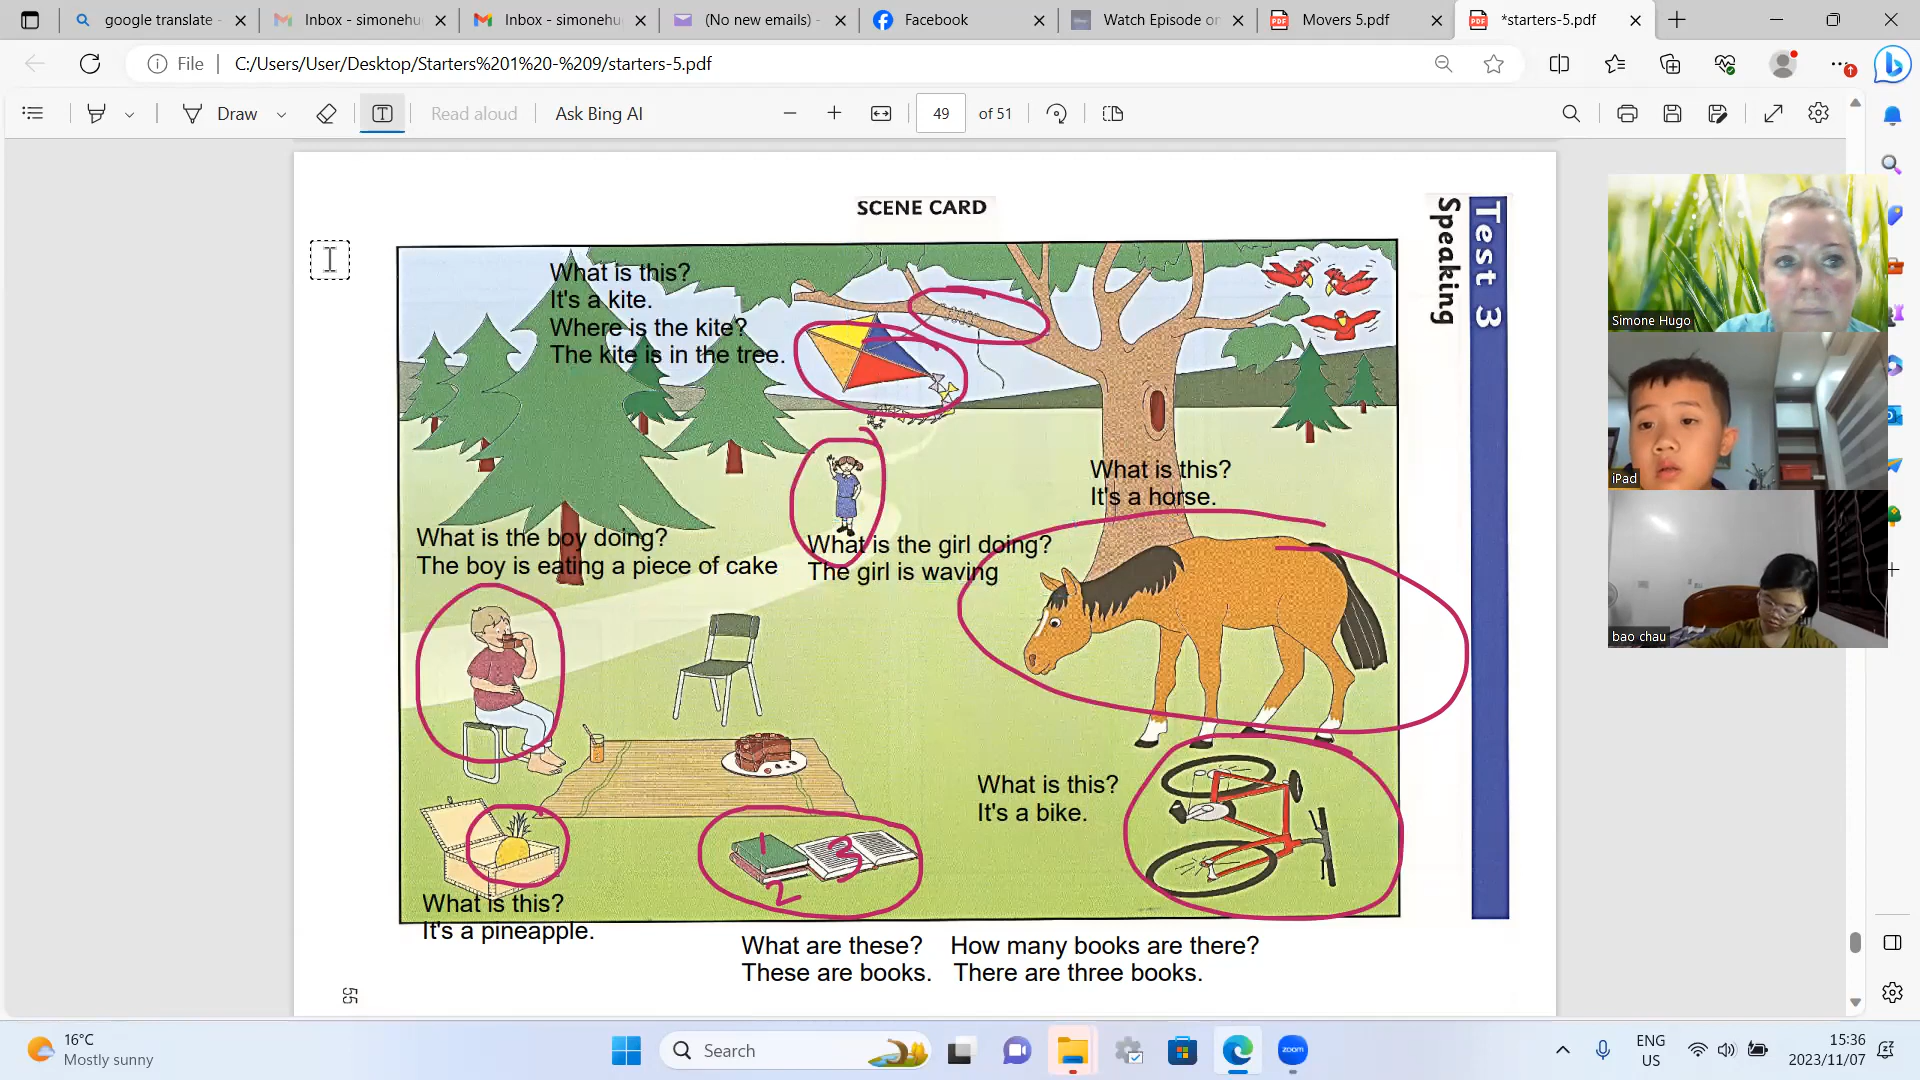 google translate -
Inbox - simonehu
Inbox - simonehu
(No new emails) -
Facebook
Watch Episode on
Movers 5.pdf
*starters-5.pdf
File
C:/Users/User/Desktop/Starters%201%20-%209/starters-5.pdf
Draw
Read aloud
Ask Bing AI
49 of 51
SCENE CARD
Test 3
Speaking
What is this?
It's a kite.
Where is the kite?
The kite is in the tree.
What is this?
It's a horse.
What is the boy doing?
The boy is eating a piece of cake
What is the girl doing?
The girl is waving
What is this?
It's a bike.
1
2
3
What is this?
It's a pineapple.
What are these? How many books are there?
These are books. There are three books.
55
Simone Hugo
iPad
bao chau
16°C
Mostly sunny
Search
zoom
ENG
US
15:36
2023/11/07